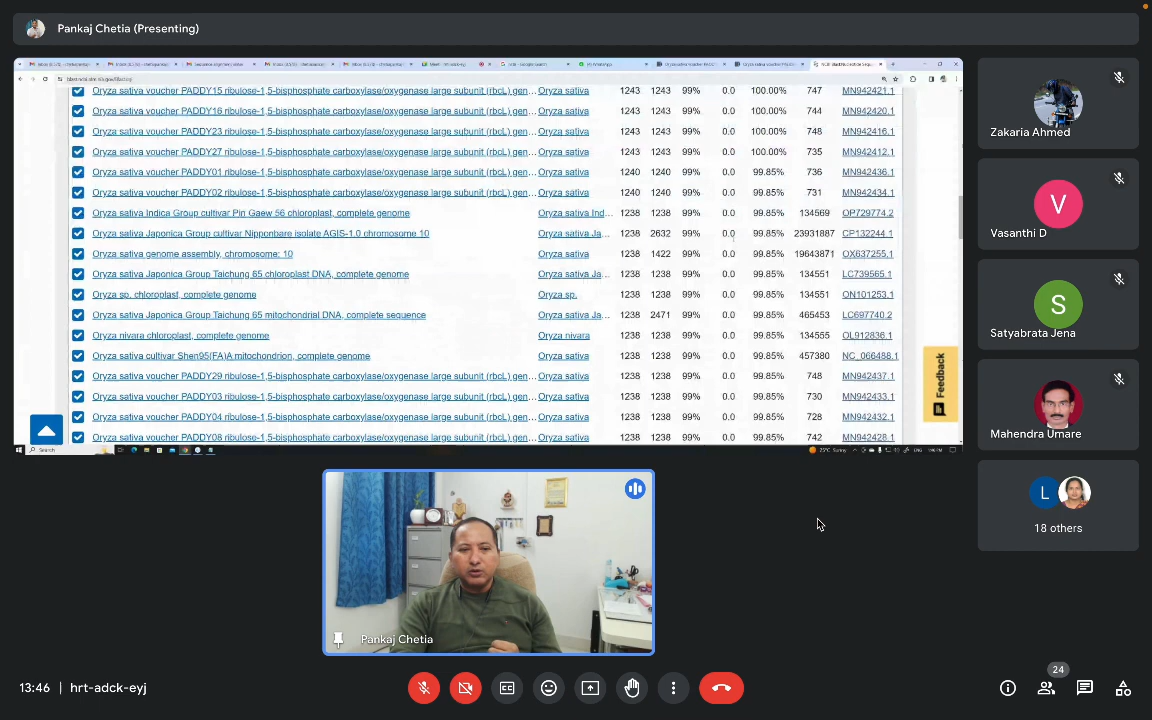 Pankaj Chetia (Presenting)
Oryza sativa voucher PADDY15 ribulose-1,5-bisphosphate carboxylase/oxygenase large subunit (rbcL) gen... Oryza sativa 1243 1243 99% 0.0 100.00% 747 MN942421.1
Oryza sativa voucher PADDY16 ribulose-1,5-bisphosphate carboxylase/oxygenase large subunit (rbcL) gen... Oryza sativa 1243 1243 99% 0.0 100.00% 744 MN942420.1
Oryza sativa voucher PADDY23 ribulose-1,5-bisphosphate carboxylase/oxygenase large subunit (rbcL) gen... Oryza sativa 1243 1243 99% 0.0 100.00% 748 MN942416.1
Oryza sativa voucher PADDY27 ribulose-1,5-bisphosphate carboxylase/oxygenase large subunit (rbcL) gen... Oryza sativa 1243 1243 99% 0.0 100.00% 735 MN942412.1
Oryza sativa voucher PADDY01 ribulose-1,5-bisphosphate carboxylase/oxygenase large subunit (rbcL) gen... Oryza sativa 1240 1240 99% 0.0 99.85% 736 MN942436.1
Oryza sativa voucher PADDY02 ribulose-1,5-bisphosphate carboxylase/oxygenase large subunit (rbcL) gen... Oryza sativa 1240 1240 99% 0.0 99.85% 731 MN942434.1
Oryza sativa Indica Group cultivar Pin Gaew 56 chloroplast, complete genome Oryza sativa Ind... 1238 1238 99% 0.0 99.85% 134569 OP729774.2
Oryza sativa Japonica Group cultivar Nipponbare isolate AGIS-1.0 chromosome 10 Oryza sativa Ja... 1238 2632 99% 0.0 99.85% 23931887 CP132244.1
Oryza sativa genome assembly, chromosome: 10 Oryza sativa 1238 1422 99% 0.0 99.85% 19643871 OX637255.1
Oryza sativa Japonica Group Taichung 65 chloroplast DNA, complete genome Oryza sativa Ja... 1238 1238 99% 0.0 99.85% 134551 LC739565.1
Oryza sp. chloroplast, complete genome Oryza sp. 1238 1238 99% 0.0 99.85% 134551 ON101253.1
Oryza sativa Japonica Group Taichung 65 mitochondrial DNA, complete sequence Oryza sativa Ja... 1238 2471 99% 0.0 99.85% 465453 LC697740.2
Oryza nivara chloroplast, complete genome Oryza nivara 1238 1238 99% 0.0 99.85% 134555 OL912836.1
Oryza sativa cultivar Shen95(FA)A mitochondrion, complete genome Oryza sativa 1238 1238 99% 0.0 99.85% 457380 NC_066488.1
Oryza sativa voucher PADDY29 ribulose-1,5-bisphosphate carboxylase/oxygenase large subunit (rbcL) gen... Oryza sativa 1238 1238 99% 0.0 99.85% 748 MN942437.1
Oryza sativa voucher PADDY03 ribulose-1,5-bisphosphate carboxylase/oxygenase large subunit (rbcL) gen... Oryza sativa 1238 1238 99% 0.0 99.85% 730 MN942433.1
Oryza sativa voucher PADDY04 ribulose-1,5-bisphosphate carboxylase/oxygenase large subunit (rbcL) gen... Oryza sativa 1238 1238 99% 0.0 99.85% 728 MN942432.1
Oryza sativa voucher PADDY08 ribulose-1,5-bisphosphate carboxylase/oxygenase large subunit (rbcL) gen... Oryza sativa 1238 1238 99% 0.0 99.85% 742 MN942428.1
Feedback
Search
25°C Sunny
Zakaria Ahmed
V
Vasanthi D
S
Satyabrata Jena
Mahendra Umare
L
18 others
Pankaj Chetia
13:46 | hrt-adck-eyj
24